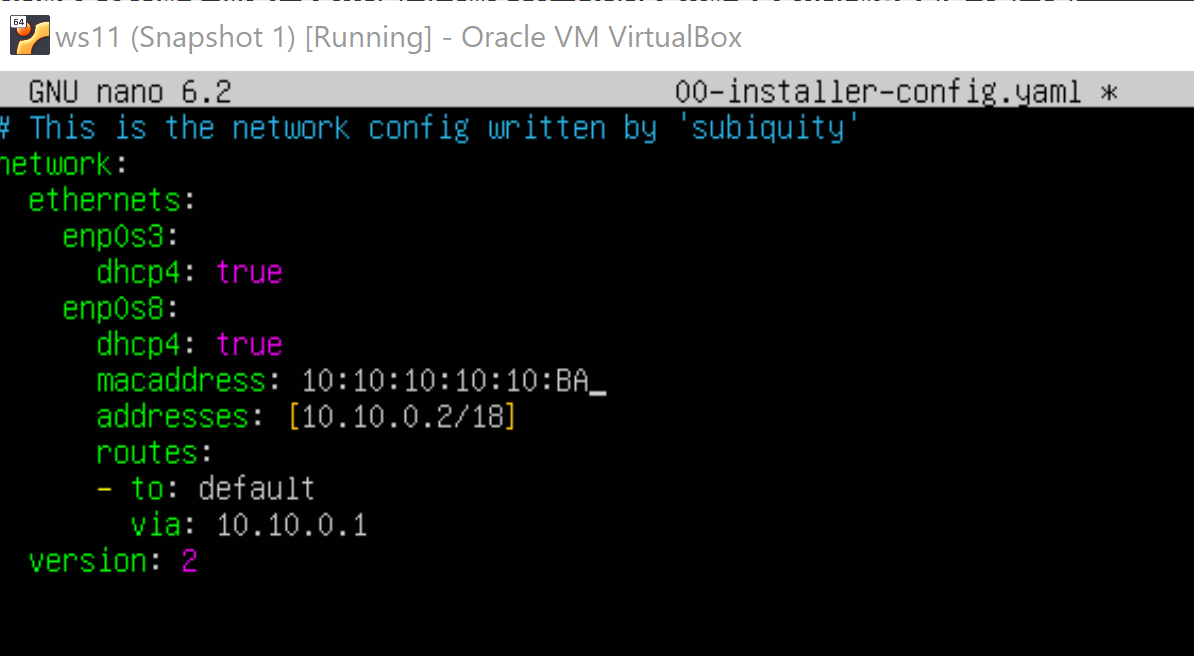 64
ws11 (Snapshot 1) [Running] - Oracle VM VirtualBox
GNU nano 6.2 00-installer-config.yaml *
# This is the network config written by 'subiquity'
network:
  ethernets:
    enp0s3:
      dhcp4: true
    enp0s8:
      dhcp4: true
      macaddress: 10:10:10:10:10:BA
      addresses: [10.10.0.2/18]
      routes:
      - to: default
        via: 10.10.0.1
  version: 2